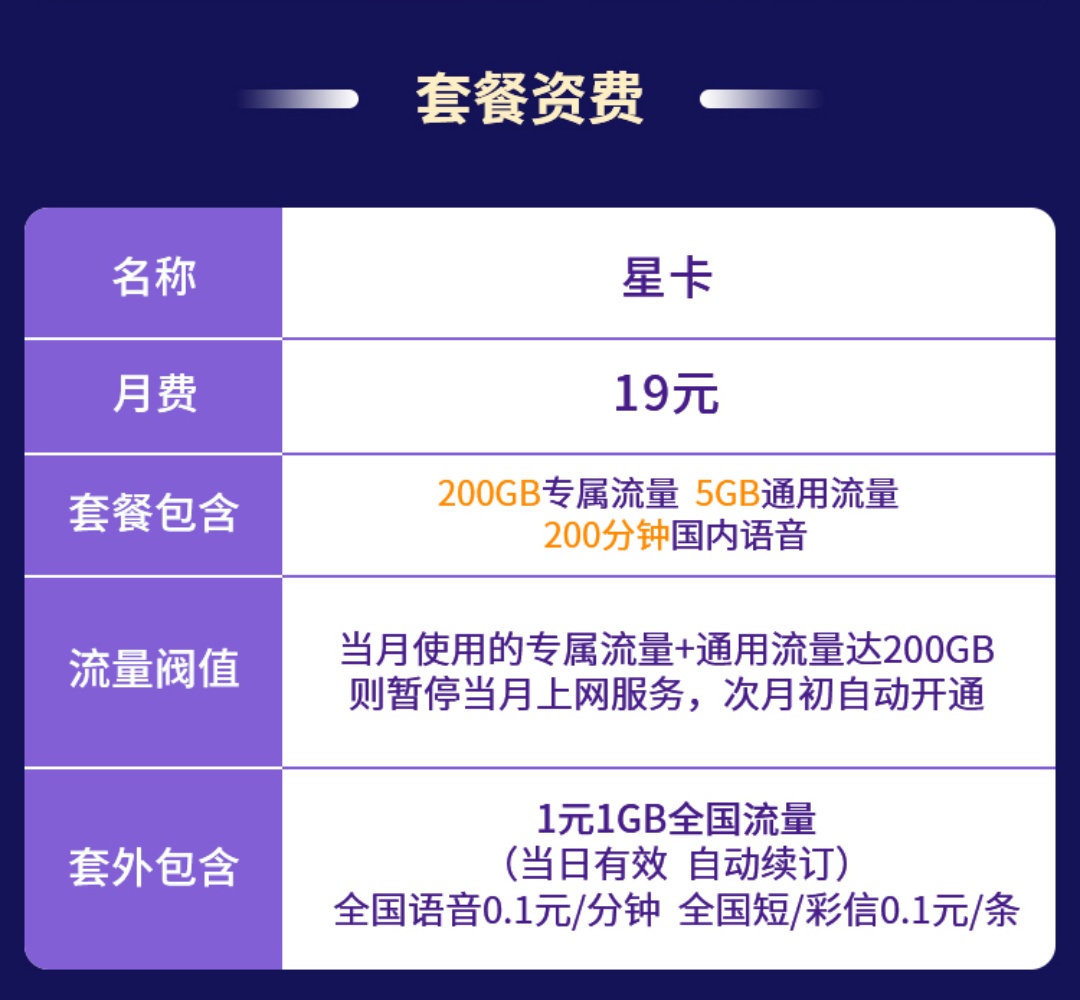 套餐资费
名称
星卡
月费
19元
套餐包含
200GB专属流量 5GB通用流量
200分钟国内语音
流量阀值
当月使用的专属流量+通用流量达200GB
则暂停当月上网服务，次月初自动开通
套外包含
1元1GB全国流量
（当日有效 自动续订）
全国语音0.1元/分钟 全国短/彩信0.1元/条